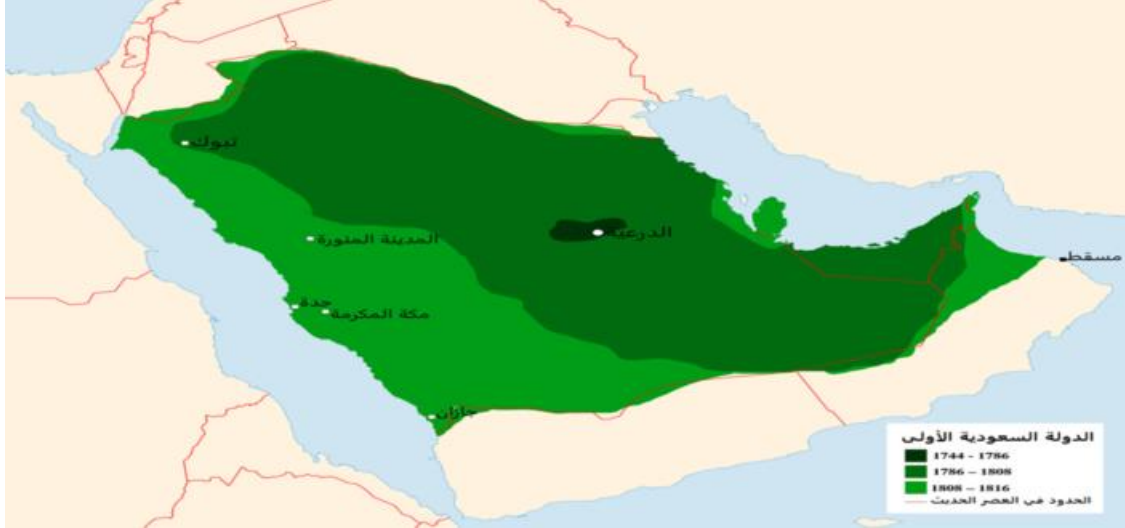 تبوك
الدرعية
المدينة المنورة
مسقط
جدة
مكة المكرمة
جازان
الدولة السعودية الأولى
1744 - 1786
1786 – 1808
1808 – 1816
الحدود في العصر الحديث